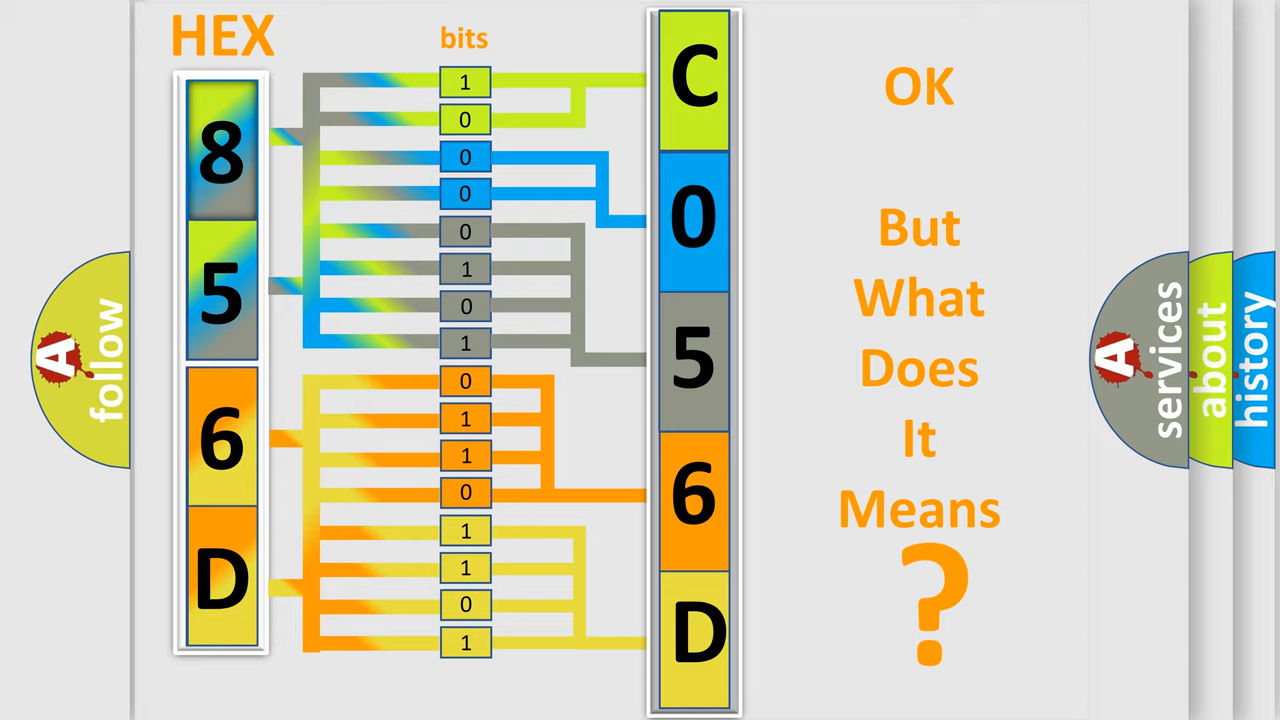 HEX
bits
8
5
6
D
1
0
0
0
0
1
0
1
0
1
1
0
1
1
0
1
C
0
5
6
D
OK
But
What
Does
It
Means
?
A
follow
A
services
about
history